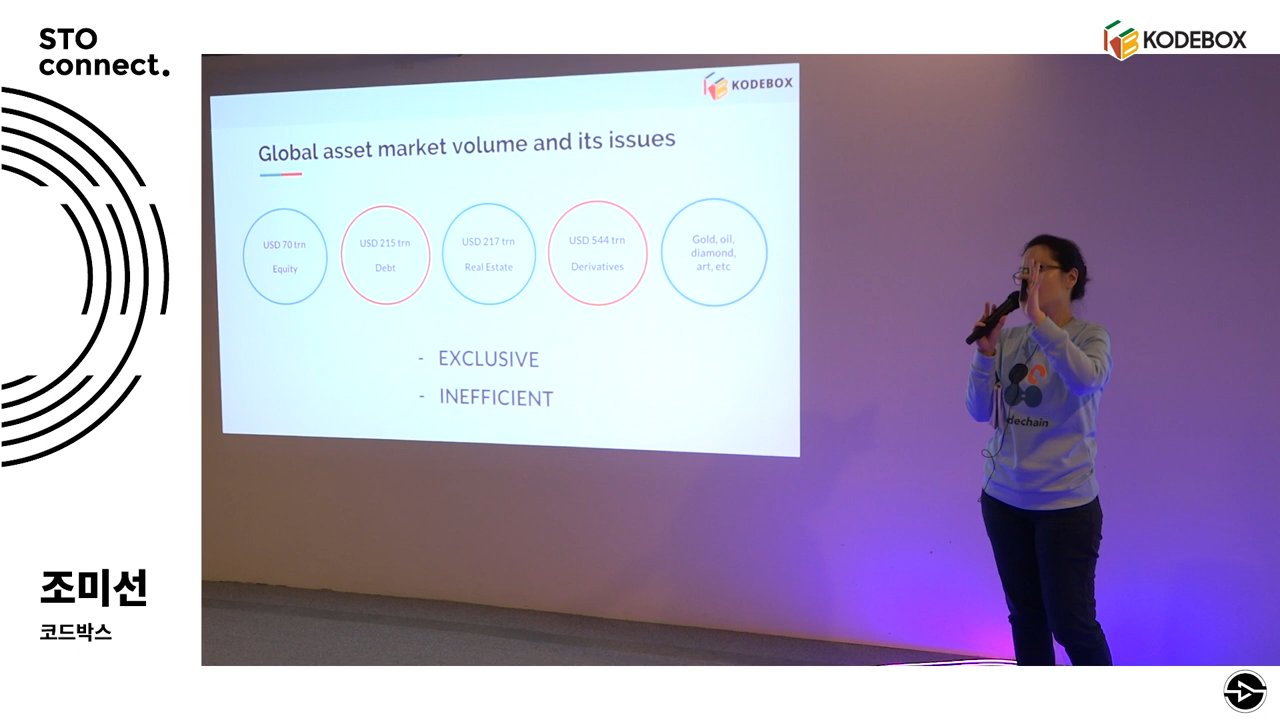 STO
connect.
KODEBOX
KODEBOX
Global asset market volume and its issues
USD 70 trn
Equity
USD 215 trn
Debt
USD 217 trn
Real Estate
USD 544 trn
Derivatives
Gold, oil,
diamond,
art, etc
- EXCLUSIVE
- INEFFICIENT
dechain
조미선
코드박스